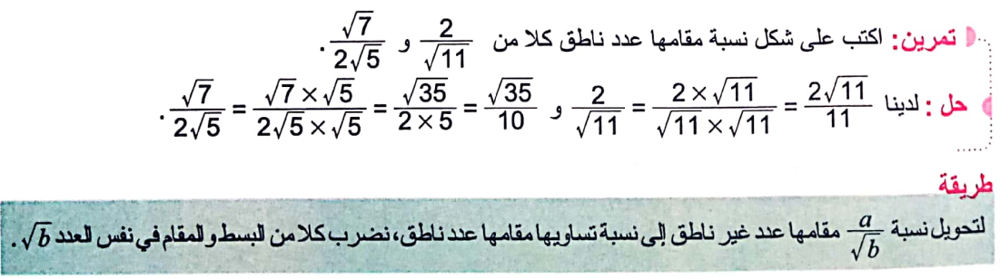 تمرين: اكتب على شكل نسبة مقامها عدد ناطق كلا من $\frac{2}{\sqrt{11}}$ و $\frac{\sqrt{7}}{2\sqrt{5}}$.
حل: لدينا $\frac{2}{\sqrt{11}} = \frac{2 \times \sqrt{11}}{\sqrt{11} \times \sqrt{11}} = \frac{2\sqrt{11}}{11}$ و $\frac{\sqrt{7}}{2\sqrt{5}} = \frac{\sqrt{7} \times \sqrt{5}}{2\sqrt{5} \times \sqrt{5}} = \frac{\sqrt{35}}{2 \times 5} = \frac{\sqrt{35}}{10}$.
طريقة
لتحويل نسبة $\frac{a}{\sqrt{b}}$ مقامها عدد غير ناطق إلى نسبة تساويها مقامها عدد ناطق، نضرب كلا من البسط والمقام في نفس العدد $\sqrt{b}$.